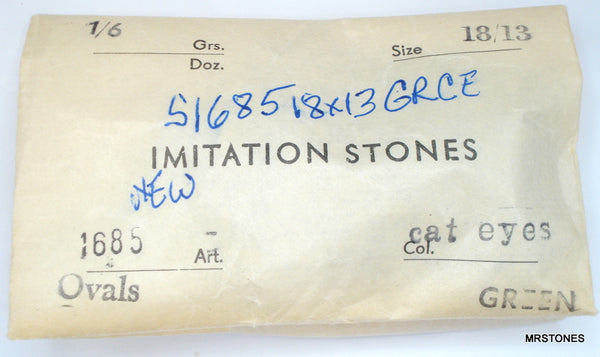 1/6 Grs. Size 18/13
Doz.
S1685 18x13 GRCE
IMITATION STONES
NEW
1685 - Art. Col. cat eyes
Ovals GREEN
MRSTONES